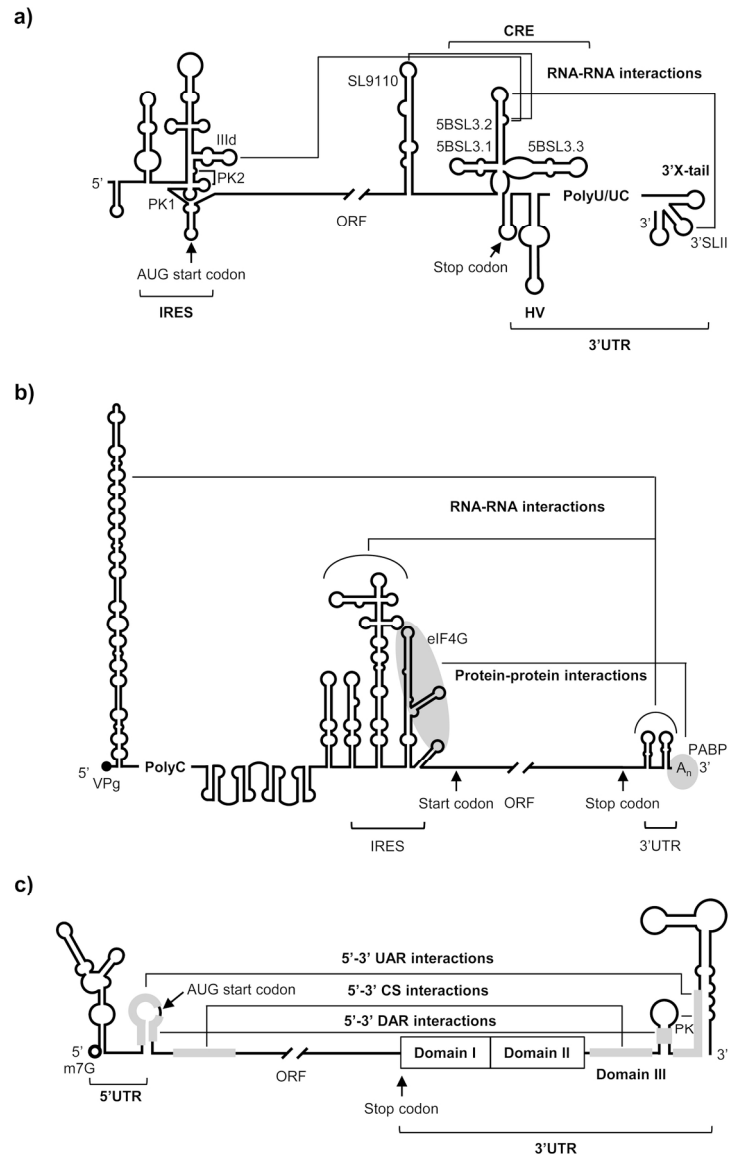 a)
CRE
SL9110
RNA-RNA interactions
5BSL3.2
IIId
5BSL3.1
5BSL3.3
5'
PK2
3'X-tail
PK1
PolyU/UC
ORF
3'
3'SLII
AUG start codon
Stop codon
IRES
HV
3'UTR
b)
RNA-RNA interactions
eIF4G
Protein-protein interactions
5'
VPg
PolyC
PABP
An
3'
Start codon
ORF
Stop codon
IRES
3'UTR
c)
5'-3' UAR interactions
AUG start codon
5'-3' CS interactions
5'-3' DAR interactions
PK
5'
m7G
Domain I
Domain II
3'
ORF
Domain III
5'UTR
Stop codon
3'UTR